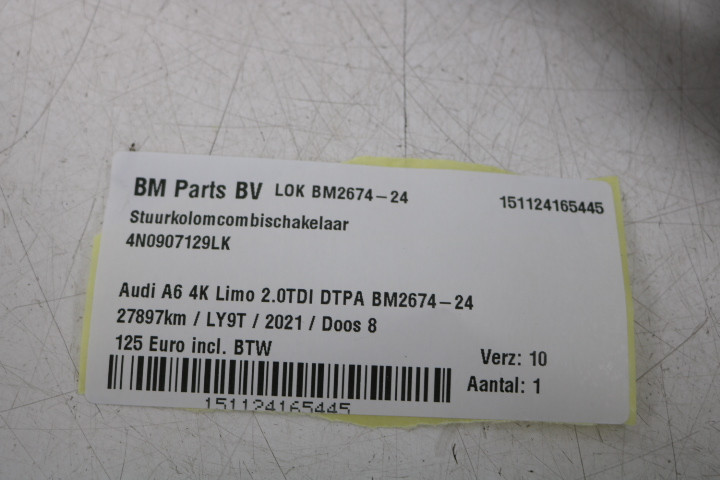 BM Parts BV LOK BM2674-24 151124165445
Stuurkolomcombischakelaar
4N0907129LK
Audi A6 4K Limo 2.0TDI DTPA BM2674-24
27897km / LY9T / 2021 / Doos 8
125 Euro incl. BTW Verz: 10
Aantal: 1
151124165445